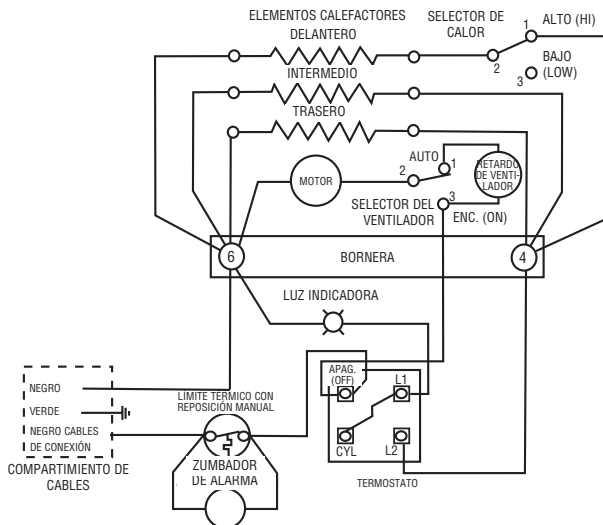 ELEMENTOS CALEFACTORES
DELANTERO
SELECTOR DE
CALOR
1
ALTO (HI)
2
BAJO
(LOW)
3
INTERMEDIO
TRASERO
MOTOR
AUTO
1
2
3
RETARDO
DE VENTI-
LADOR
SELECTOR DEL
VENTILADOR
ENC. (ON)
6
BORNERA
4
LUZ INDICADORA
APAG.
(OFF)
L1
CYL
L2
TERMOSTATO
NEGRO
VERDE
NEGRO CABLES
DE CONEXIÓN
COMPARTIMIENTO DE
CABLES
LÍMITE TÉRMICO CON
REPOSICIÓN MANUAL
ZUMBADOR
DE ALARMA